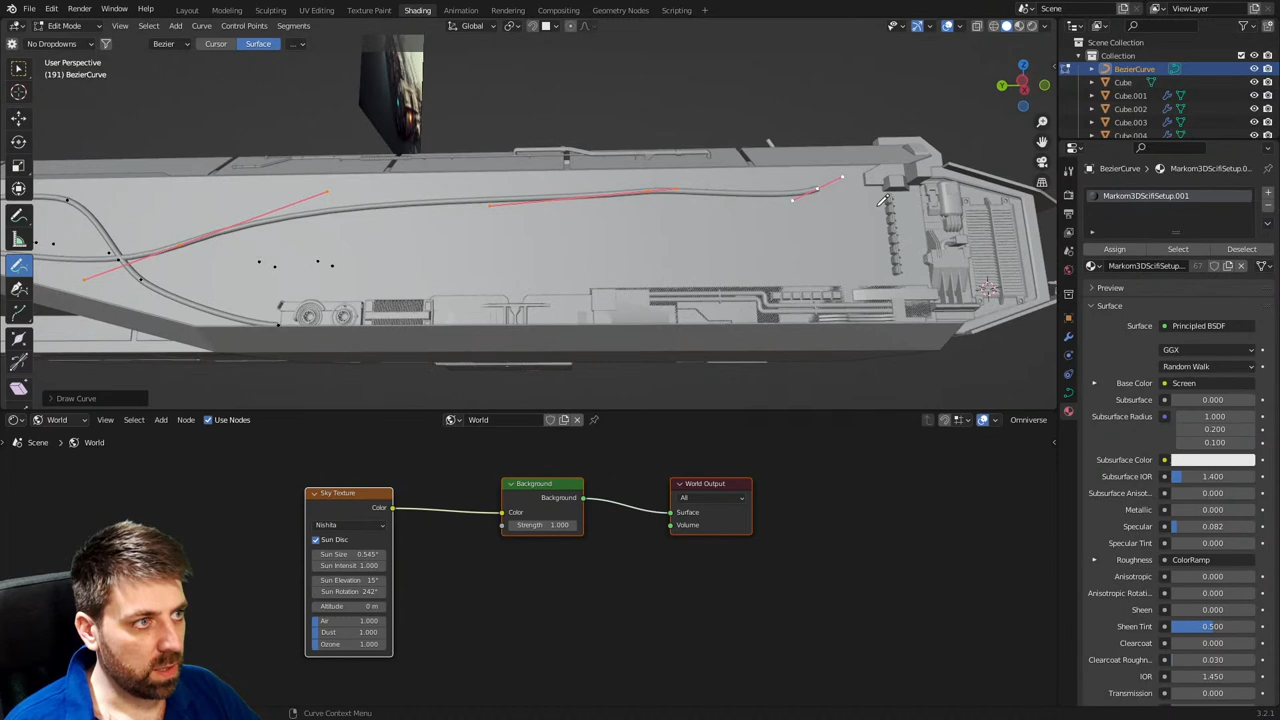 File Edit Render Window Help Layout Modeling Sculpting UV Editing Texture Paint Shading Animation Rendering Compositing Geometry Nodes Scripting + Scene ViewLayer
Edit Mode View Select Add Curve Control Points Segments Global
No Dropdowns Bezier Cursor Surface ...
User Perspective
(191) BezierCurve
Scene Collection
Collection
BezierCurve
Cube
Cube.001
Cube.002
Cube.003
Cube.004
BezierCurve Markom3DScifiSetup.001
Markom3DScifiSetup.001
Assign Select Deselect
Markom3DScifiSetup... 67
Preview
Surface
Surface Principled BSDF
GGX
Random Walk
Base Color Screen
Subsurface 0.000
Subsurface Radius 1.000
0.200
0.100
Subsurface Color
Subsurface IOR 1.400
Subsurface Anisot... 0.000
Metallic 0.000
Specular 0.082
Specular Tint 0.000
Roughness ColorRamp
Anisotropic 0.000
Anisotropic Rotati... 0.000
Sheen 0.000
Sheen Tint 0.500
Clearcoat 0.000
Clearcoat Roughn... 0.030
IOR 1.450
Transmission 0.000
Draw Curve
World View Select Add Node Use Nodes World Omniverse
Scene World
Sky Texture
Color
Nishita
Sun Disc
Sun Size 0.545°
Sun Intensit 1.000
Sun Elevation 15°
Sun Rotation 242°
Altitude 0 m
Air 1.000
Dust 1.000
Ozone 1.000
Background
Background
Color
Strength 1.000
World Output
All
Surface
Volume
Curve Context Menu
3.2.1